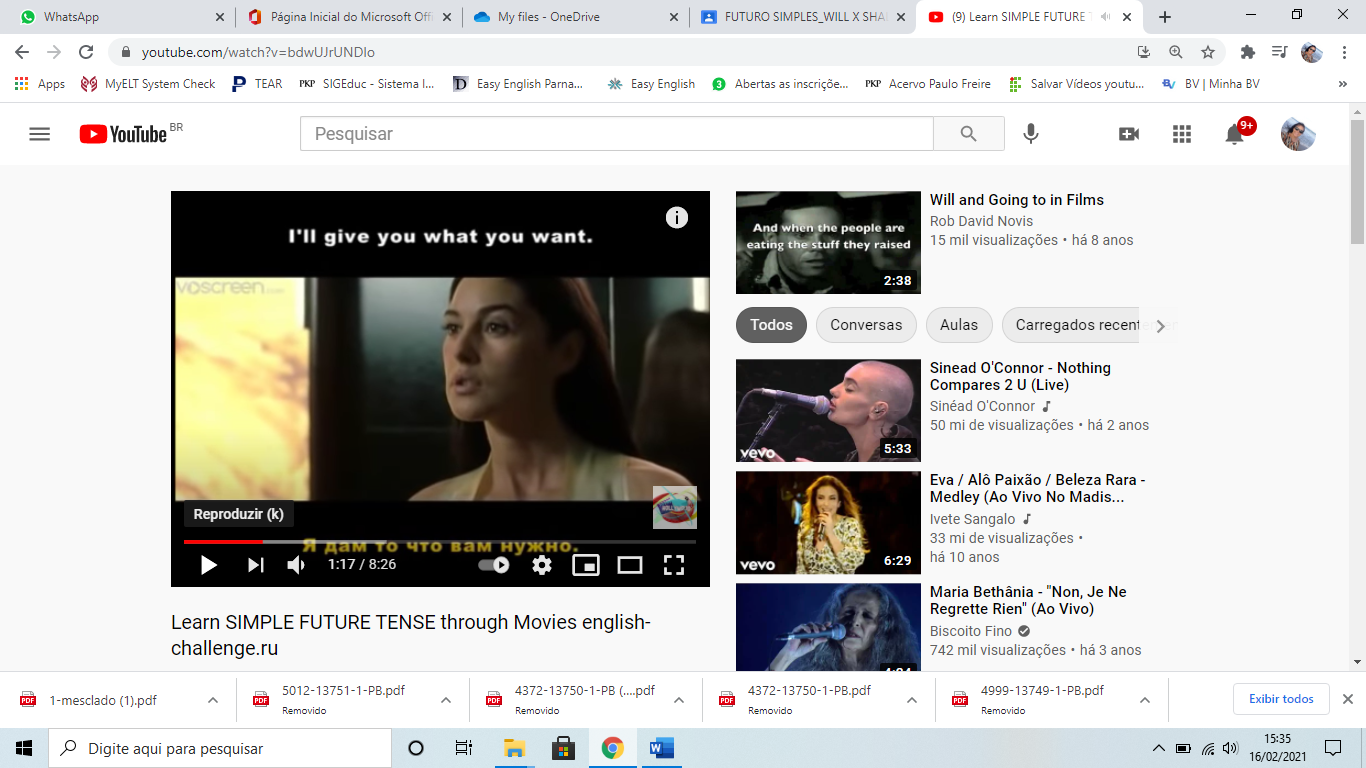 WhatsApp
Página Inicial do Microsoft Offi
My files - OneDrive
FUTURO SIMPLES_WILL X SHA
(9) Learn SIMPLE FUTURE T
youtube.com/watch?v=bdwUJrUNDIo
Apps
MyELT System Check
TEAR
PKP SIGEduc - Sistema I...
Easy English Parna...
Easy English
3 Abertas as inscriçõe...
PKP Acervo Paulo Freire
Salvar Vídeos youtu...
BV | Minha BV
YouTube BR
Pesquisar
9+
I'll give you what you want.
voscreen.com
Reproduzir (k)
Я дам то что вам нужно.
1:17 / 8:26
Learn SIMPLE FUTURE TENSE through Movies english-
challenge.ru
And when the people are
eating the stuff they raised
2:38
Will and Going to in Films
Rob David Novis
15 mil visualizações • há 8 anos
Todos
Conversas
Aulas
Carregados recent
vevo
5:33
Sinead O'Connor - Nothing
Compares 2 U (Live)
Sinéad O'Connor
50 mi de visualizações • há 2 anos
vevo
6:29
Eva / Alô Paixão / Beleza Rara -
Medley (Ao Vivo No Madis...
Ivete Sangalo
33 mi de visualizações •
há 10 anos
Maria Bethânia - "Non, Je Ne
Regrette Rien" (Ao Vivo)
Biscoito Fino
742 mil visualizações • há 3 anos
1-mesclado (1).pdf
5012-13751-1-PB.pdf
Removido
4372-13750-1-PB (....pdf
Removido
4372-13750-1-PB.pdf
Removido
4999-13749-1-PB.pdf
Removido
Exibir todos
Digite aqui para pesquisar
15:35
16/02/2021